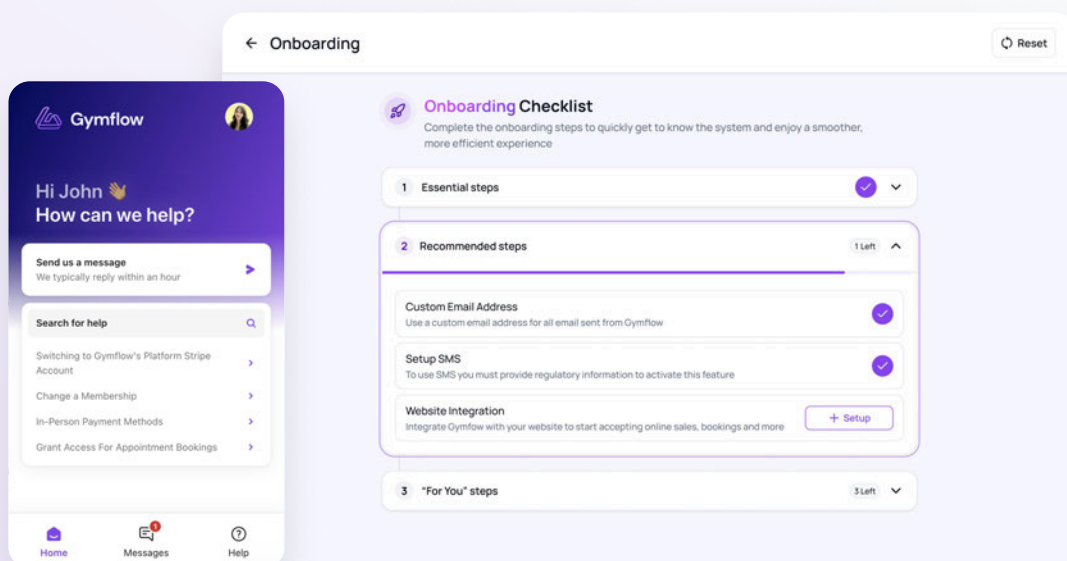 Onboarding
Reset
Gymflow
Hi John
How can we help?
Send us a message
We typically reply within an hour
Search for help
Switching to Gymflow's Platform Stripe
Account
Change a Membership
In-Person Payment Methods
Grant Access For Appointment Bookings
Home
1
Messages
Help
Onboarding Checklist
Complete the onboarding steps to quickly get to know the system and enjoy a smoother,
more efficient experience
1 Essential steps
2 Recommended steps 1 Left
Custom Email Address
Use a custom email address for all email sent from Gymflow
Setup SMS
To use SMS you must provide regulatory information to activate this feature
Website Integration
Integrate Gymfow with your website to start accepting online sales, bookings and more
+ Setup
3 "For You" steps 3 Left